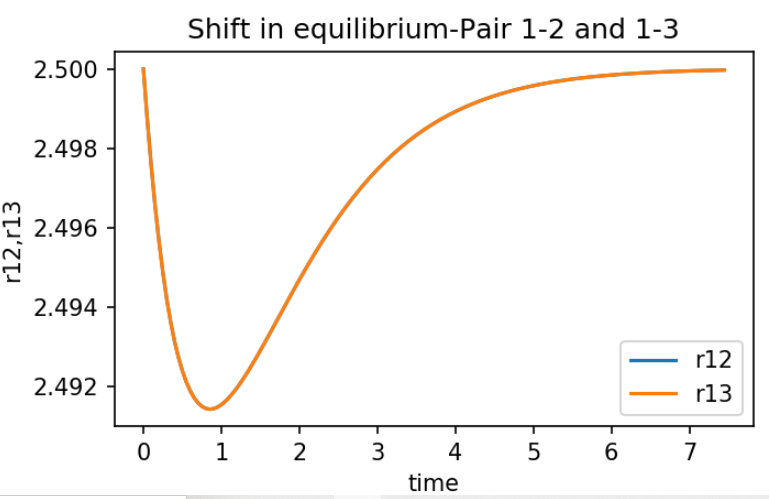 Shift in equilibrium-Pair 1-2 and 1-3
2.500
2.498
2.496
2.494
2.492
r12,r13
r12
r13
0 1 2 3 4 5 6 7
time